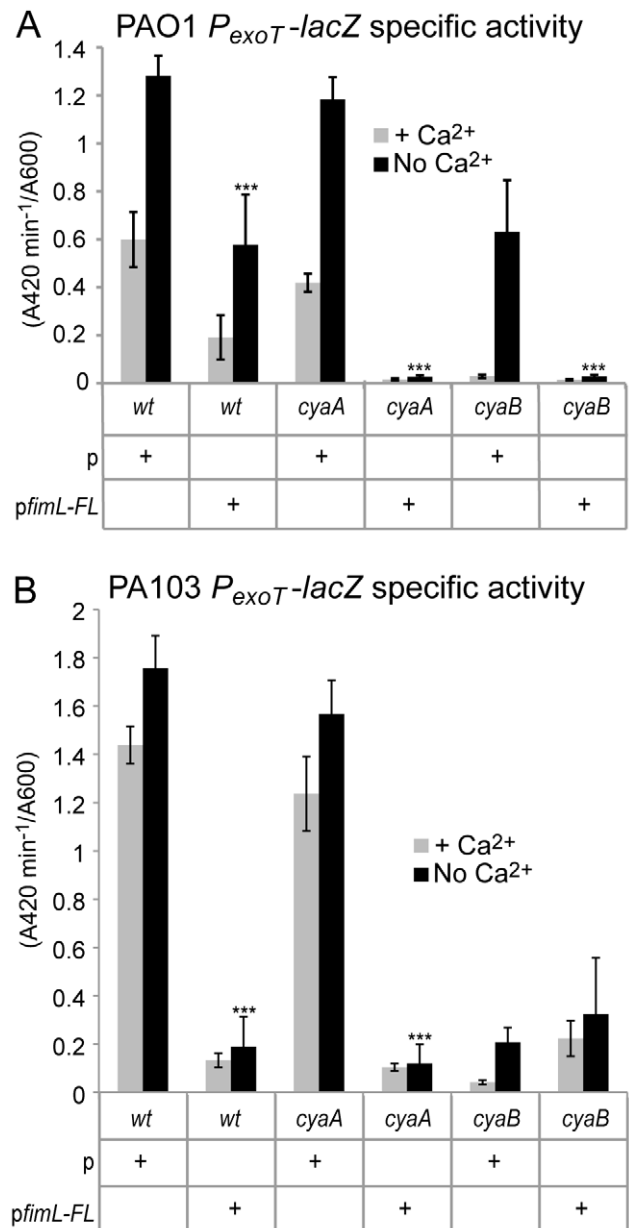 A PAO1 PexoT-lacZ specific activity
(A420 min-1/A600)
1.4
1.2
1
0.8
0.6
0.4
0.2
0
+ Ca2+
No Ca2+
*** *** ***
wt wt cyaA cyaA cyaB cyaB
p + + +
pfimL-FL + + +
B PA103 PexoT-lacZ specific activity
(A420 min-1/A600)
2
1.8
1.6
1.4
1.2
1
0.8
0.6
0.4
0.2
0
+ Ca2+
No Ca2+
*** ***
wt wt cyaA cyaA cyaB cyaB
p + + +
pfimL-FL + + +